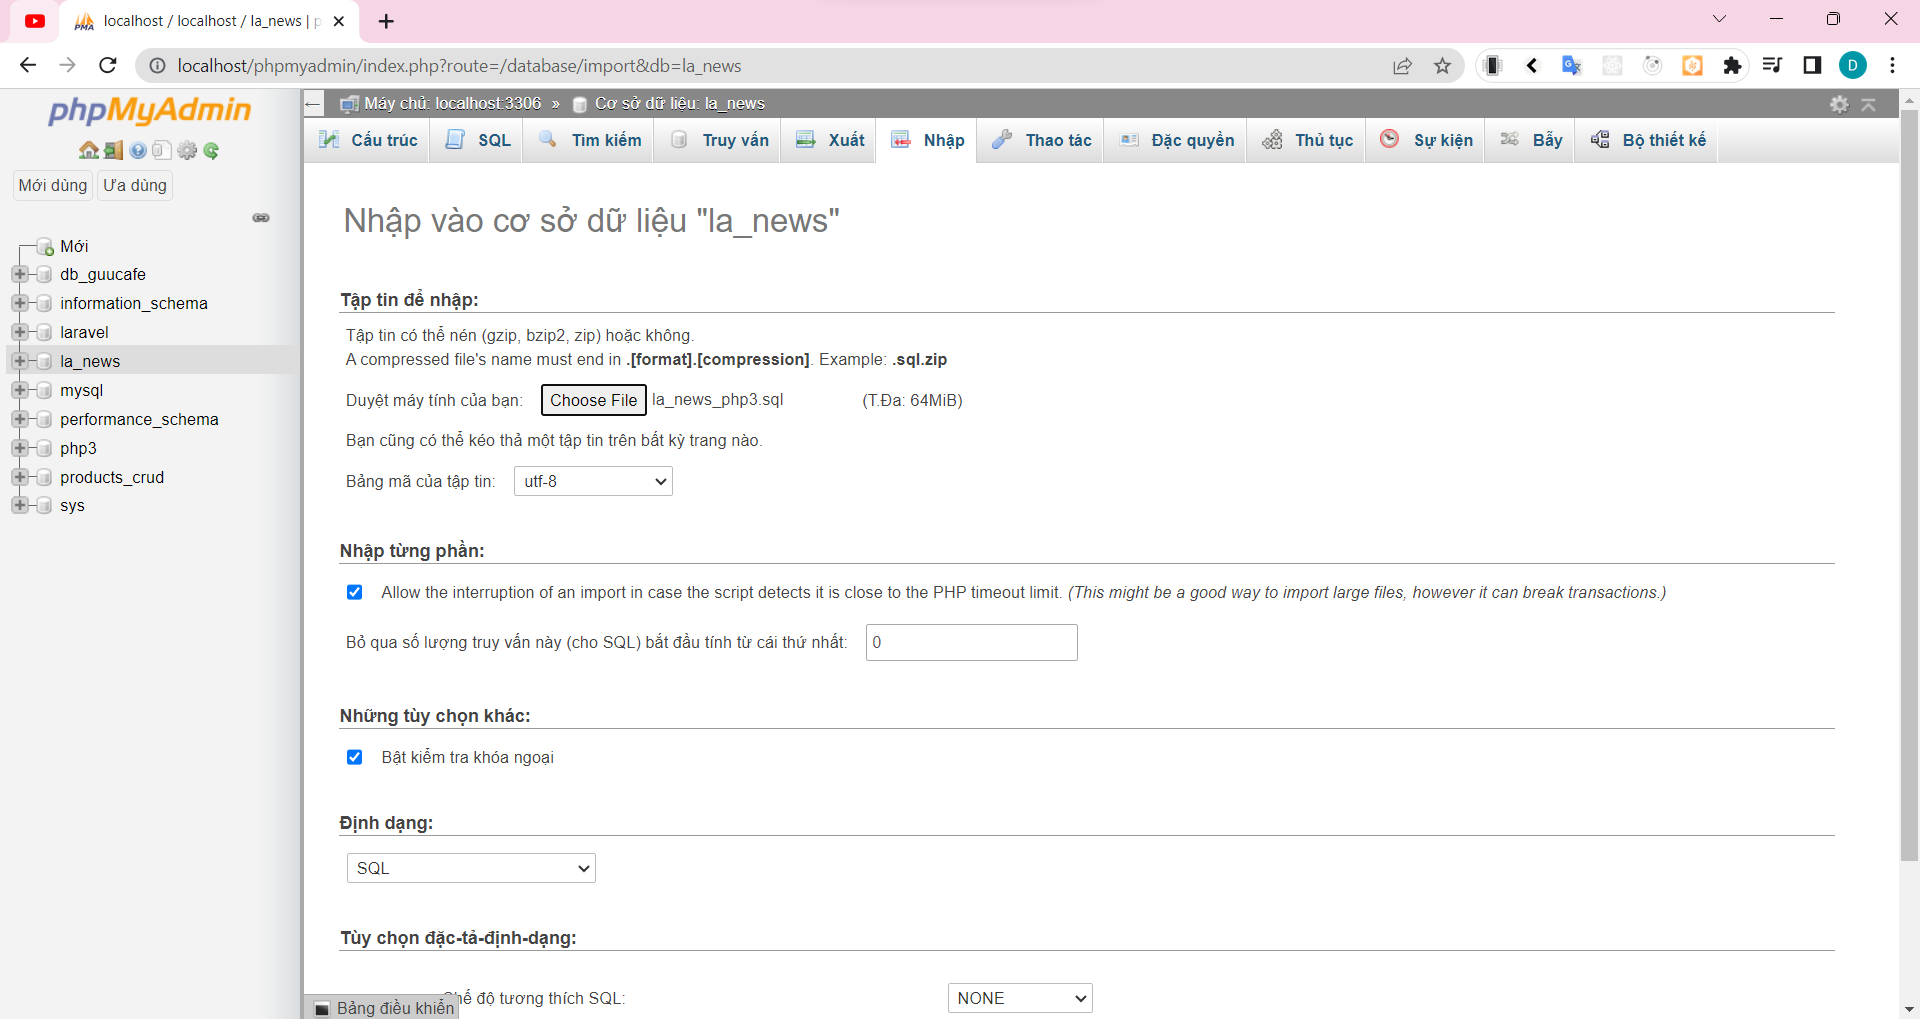 localhost / localhost / la_news | p
localhost/phpmyadmin/index.php?route=/database/import&db=la_news
D
phpMyAdmin
Mới dùng
Ưa dùng
Mới
db_guucafe
information_schema
laravel
la_news
mysql
performance_schema
php3
products_crud
sys
Máy chủ: localhost:3306 » Cơ sở dữ liệu: la_news
Cấu trúc SQL Tìm kiếm Truy vấn Xuất Nhập Thao tác Đặc quyền Thủ tục Sự kiện Bẫy Bộ thiết kế
Nhập vào cơ sở dữ liệu "la_news"
Tập tin để nhập:
Tập tin có thể nén (gzip, bzip2, zip) hoặc không.
A compressed file's name must end in .[format].[compression]. Example: .sql.zip
Duyệt máy tính của bạn: Choose File la_news_php3.sql (T.Đa: 64MiB)
Bạn cũng có thể kéo thả một tập tin trên bất kỳ trang nào.
Bảng mã của tập tin: utf-8
Nhập từng phần:
Allow the interruption of an import in case the script detects it is close to the PHP timeout limit. (This might be a good way to import large files, however it can break transactions.)
Bỏ qua số lượng truy vấn này (cho SQL) bắt đầu tính từ cái thứ nhất: 0
Những tùy chọn khác:
Bật kiểm tra khóa ngoại
Định dạng:
SQL
Tùy chọn đặc-tả-định-dạng:
độ tương thích SQL: NONE
Bảng điều khiển